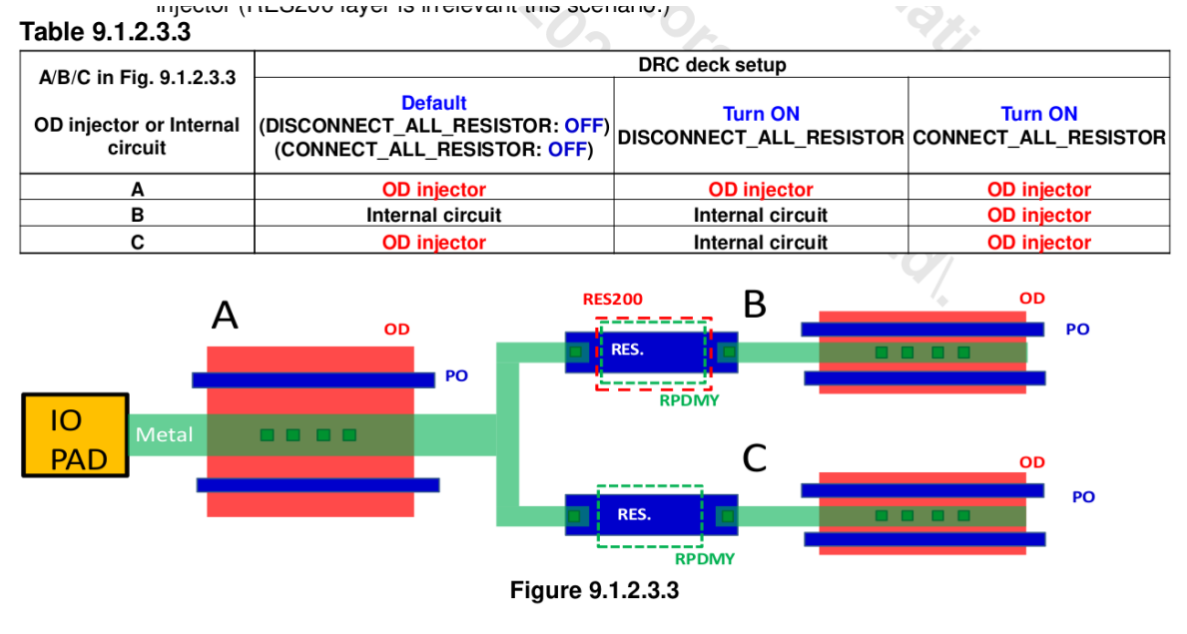 injector (RES200 layer is irrelevant this scenario.)
Table 9.1.2.3.3
A/B/C in Fig. 9.1.2.3.3
OD injector or Internal circuit
DRC deck setup
Default
(DISCONNECT_ALL_RESISTOR: OFF)
(CONNECT_ALL_RESISTOR: OFF)
Turn ON
DISCONNECT_ALL_RESISTOR
Turn ON
CONNECT_ALL_RESISTOR
A OD injector OD injector OD injector
B Internal circuit Internal circuit OD injector
C OD injector Internal circuit OD injector
A
OD
PO
IO
PAD
Metal
RES200
RES.
RPDMY
B
OD
PO
RES.
RPDMY
C
OD
PO
Figure 9.1.2.3.3